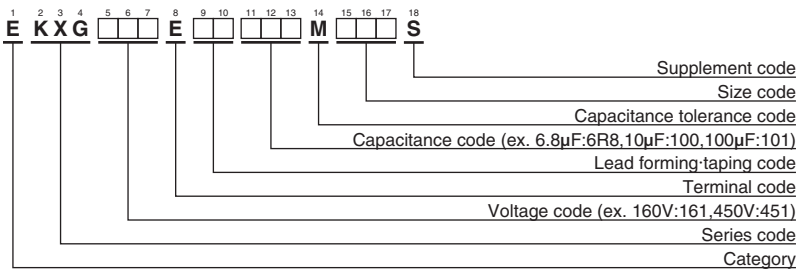 1 2 3 4 5 6 7 8 9 10 11 12 13 14 15 16 17 18
E K X G E M S
Supplement code
Size code
Capacitance tolerance code
Capacitance code (ex. 6.8µF:6R8,10µF:100,100µF:101)
Lead forming·taping code
Terminal code
Voltage code (ex. 160V:161,450V:451)
Series code
Category